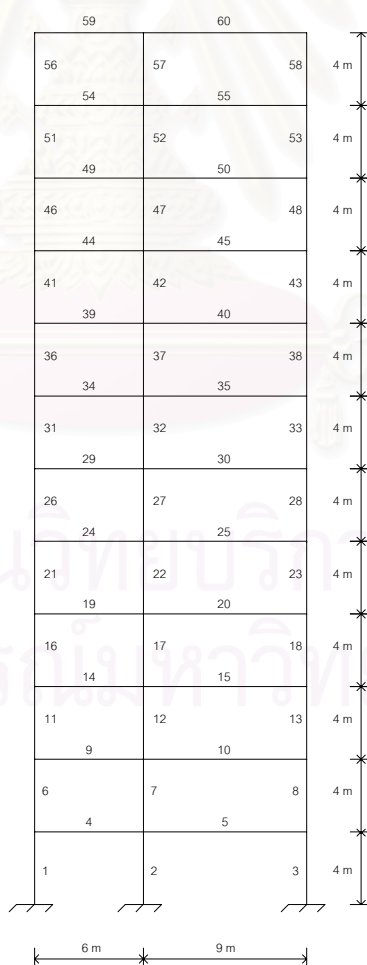 59 60
56 57 58 4 m
54 55
51 52 53 4 m
49 50
46 47 48 4 m
44 45
41 42 43 4 m
39 40
36 37 38 4 m
34 35
31 32 33 4 m
29 30
26 27 28 4 m
24 25
21 22 23 4 m
19 20
16 17 18 4 m
14 15
11 12 13 4 m
9 10
6 7 8 4 m
4 5
1 2 3 4 m
6 m 9 m